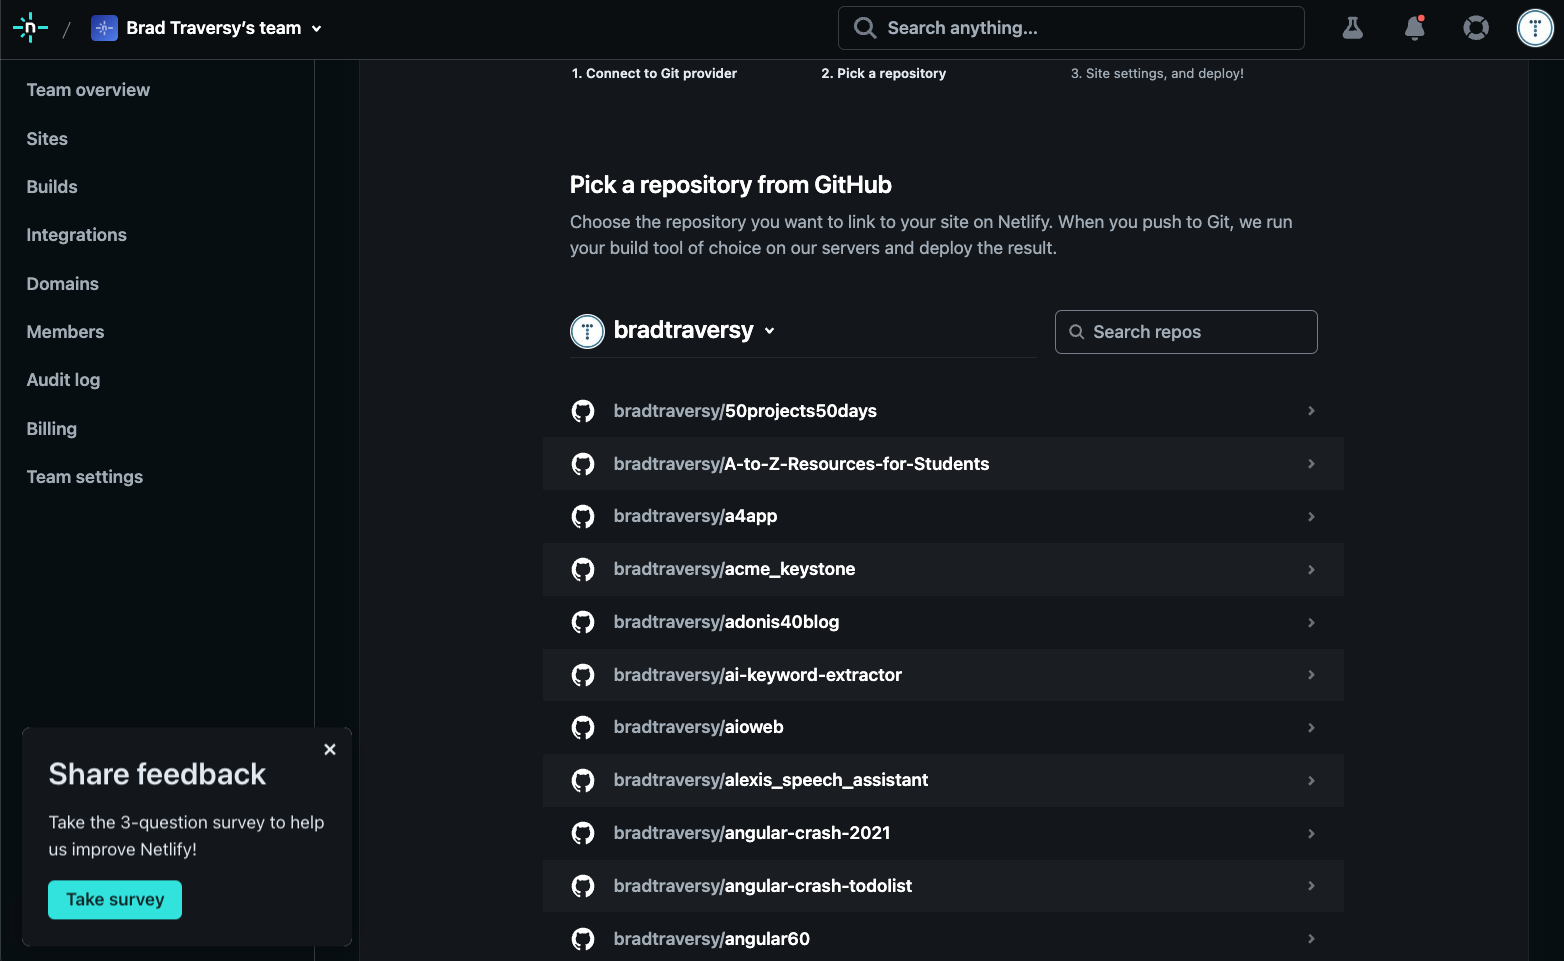 / Brad Traversy's team
Search anything...
Team overview
Sites
Builds
Integrations
Domains
Members
Audit log
Billing
Team settings
Share feedback
Take the 3-question survey to help
us improve Netlify!
Take survey
1. Connect to Git provider
2. Pick a repository
3. Site settings, and deploy!
Pick a repository from GitHub
Choose the repository you want to link to your site on Netlify. When you push to Git, we run
your build tool of choice on our servers and deploy the result.
bradtraversy
Search repos
bradtraversy/50projects50days
bradtraversy/A-to-Z-Resources-for-Students
bradtraversy/a4app
bradtraversy/acme_keystone
bradtraversy/adonis40blog
bradtraversy/ai-keyword-extractor
bradtraversy/aioweb
bradtraversy/alexis_speech_assistant
bradtraversy/angular-crash-2021
bradtraversy/angular-crash-todolist
bradtraversy/angular60